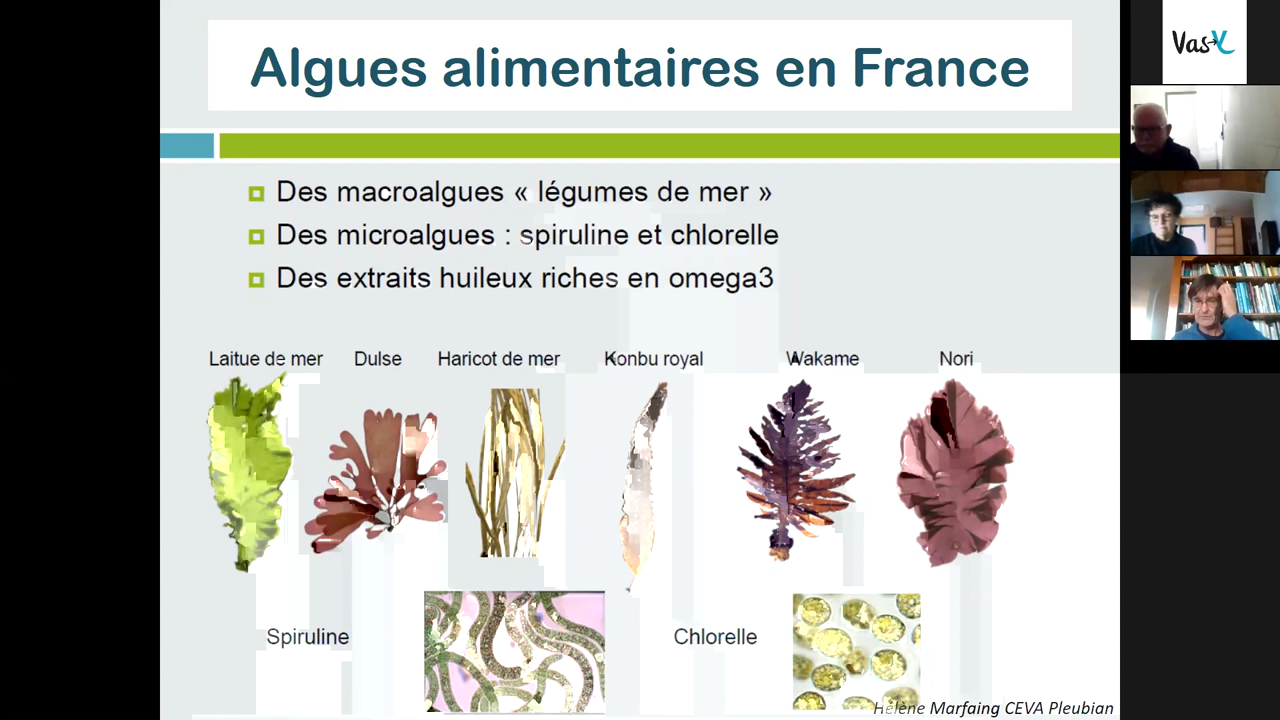 Algues alimentaires en France
Des macroalgues « légumes de mer »
Des microalgues : spiruline et chlorelle
Des extraits huileux riches en omega3
Laitue de mer Dulse Haricot de mer Konbu royal Wakame Nori
Spiruline Chlorelle
Hélène Marfaing CEVA Pleubian
Vas-Y